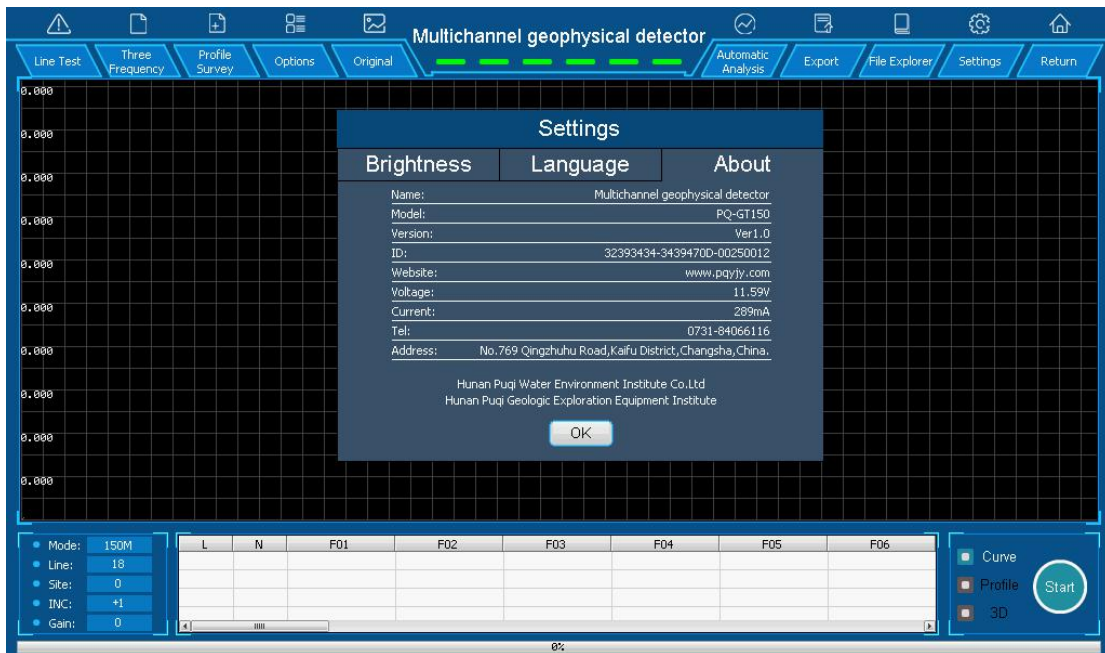 Multichannel geophysical detector
Line Test
Three Frequency
Profile Survey
Options
Original
Automatic Analysis
Export
File Explorer
Settings
Return
0.000
0.000
0.000
0.000
0.000
0.000
0.000
0.000
0.000
0.000
Settings
Brightness Language About
Name: Multichannel geophysical detector
Model: PQ-GT150
Version: Ver1.0
ID: 32393434-3439470D-00250012
Website: www.pqyjy.com
Voltage: 11.59V
Current: 289mA
Tel: 0731-84066116
Address: No.769 Qingzhuhu Road,Kaifu District,Changsha,China.
Hunan Puqi Water Environment Institute Co.Ltd
Hunan Puqi Geologic Exploration Equipment Institute
OK
Mode: 150M
Line: 18
Site: 0
INC: +1
Gain: 0
L N F01 F02 F03 F04 F05 F06
Curve
Profile
3D
Start
0%